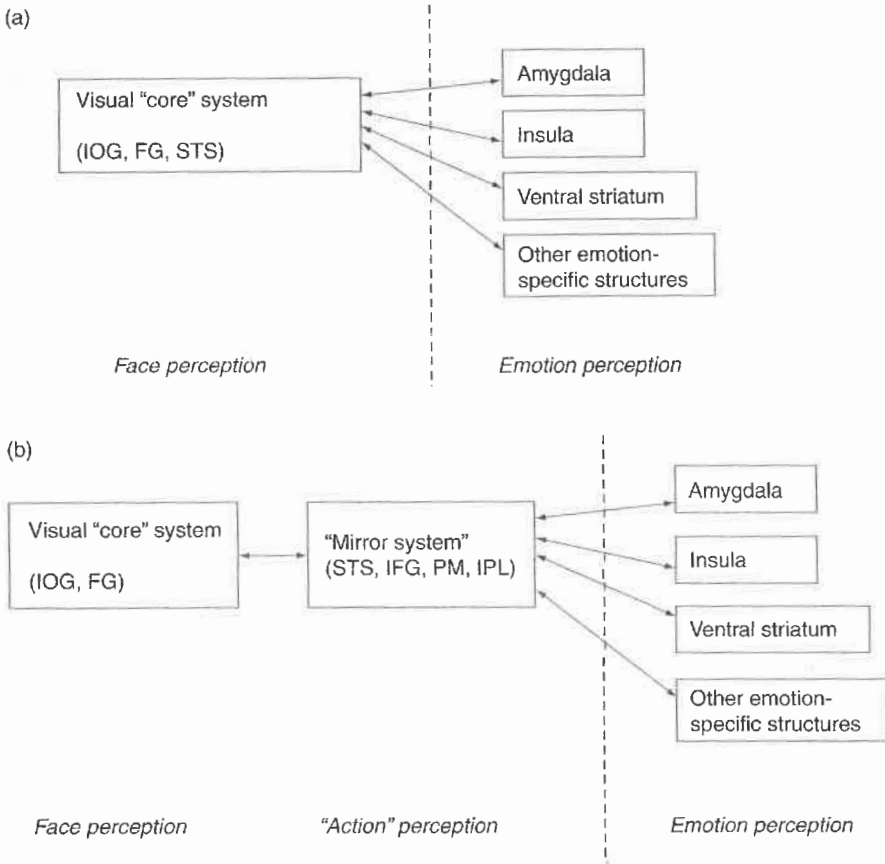 (a)
Visual "core" system
(IOG, FG, STS)
Amygdala
Insula
Ventral striatum
Other emotion-
specific structures
Face perception
Emotion perception
(b)
Visual "core" system
(IOG, FG)
"Mirror system"
(STS, IFG, PM, IPL)
Amygdala
Insula
Ventral striatum
Other emotion-
specific structures
Face perception
"Action" perception
Emotion perception